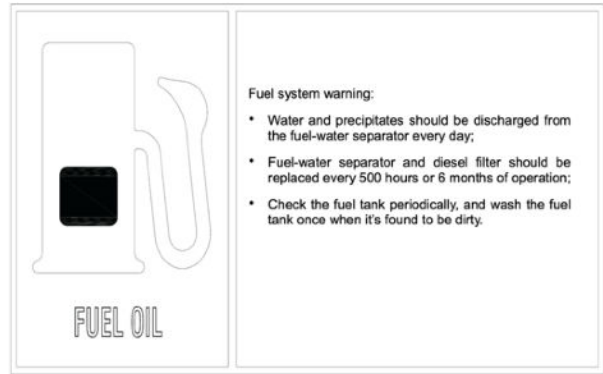 Fuel system warning:
• Water and precipitates should be discharged from
the fuel-water separator every day;
• Fuel-water separator and diesel filter should be
replaced every 500 hours or 6 months of operation;
• Check the fuel tank periodically, and wash the fuel
tank once when it's found to be dirty.
FUEL OIL